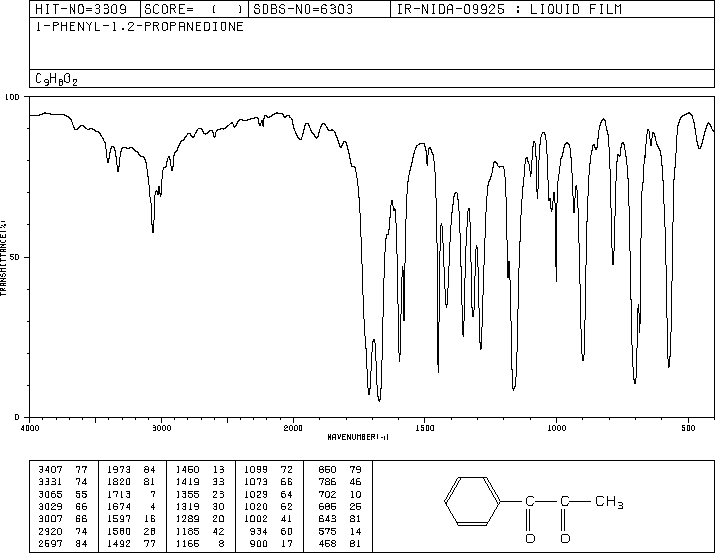 HIT-NO=3309 SCORE= ( ) SDBS-NO=6303 IR-NIDA-09925 : LIQUID FILM
1-PHENYL-1,2-PROPANEDIONE
C9H8O2
100
50
0
TRANSMITTANCE(%)
4000 3000 2000 1500 1000 500
WAVENUMBER(-1)
3407 77 1973 84 1450 13 1099 72 850 79
3331 74 1820 81 1419 33 1073 66 786 46
3065 55 1713 7 1355 23 1029 64 702 10
3029 66 1674 4 1319 30 1020 62 686 25
3007 66 1597 16 1289 20 1002 41 643 81
2920 74 1580 28 1185 42 934 60 575 14
2597 84 1492 77 1165 8 900 17 458 81
C C CH3
O O